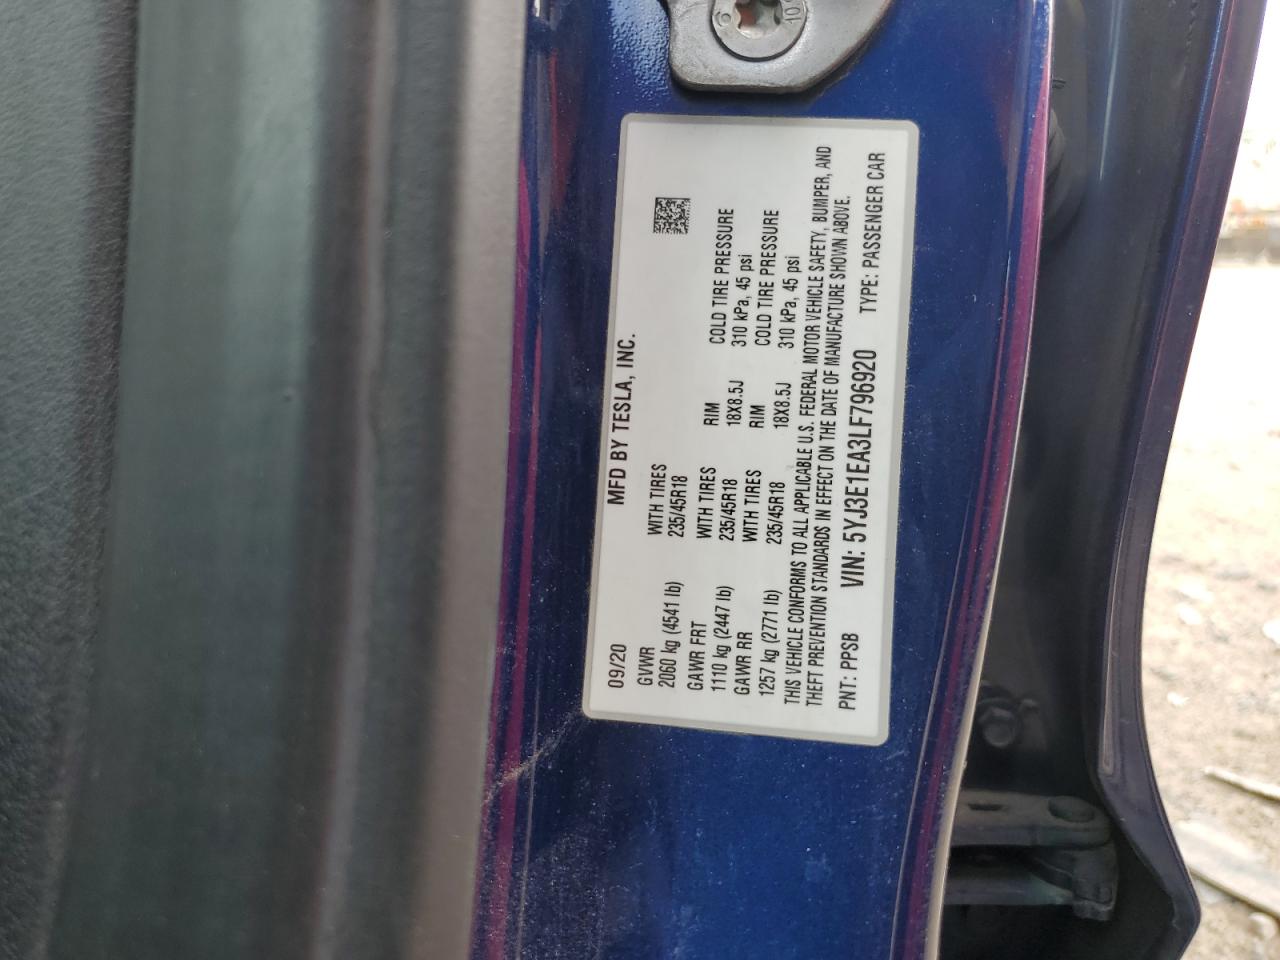 09/20 MFD BY TESLA, INC.
GVWR WITH TIRES
2060 kg (4541 lb) 235/45R18
GAWR FRT WITH TIRES RIM COLD TIRE PRESSURE
1110 kg (2447 lb) 235/45R18 18X8.5J 310 kPa, 45 psi
GAWR RR WITH TIRES RIM COLD TIRE PRESSURE
1257 kg (2771 lb) 235/45R18 18X8.5J 310 kPa, 45 psi
THIS VEHICLE CONFORMS TO ALL APPLICABLE U.S. FEDERAL MOTOR VEHICLE SAFETY, BUMPER, AND
THEFT PREVENTION STANDARDS IN EFFECT ON THE DATE OF MANUFACTURE SHOWN ABOVE.
PNT: PPSB VIN: 5YJ3E1EA3LF796920 TYPE: PASSENGER CAR